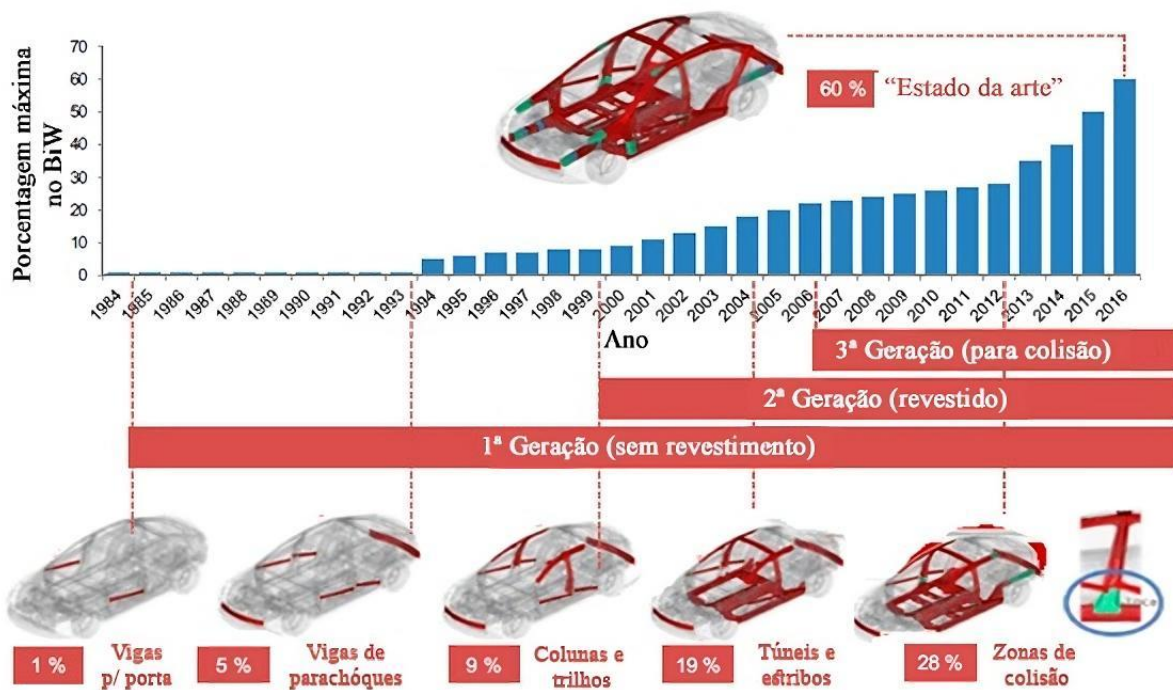 Porcentagem máxima
no BiW
70
60
50
40
30
20
10
0
60 %
“Estado da arte”
1984
1985
1986
1987
1988
1989
1990
1991
1992
1993
1994
1995
1996
1997
1998
1999
2000
2001
2002
2003
2004
2005
2006
2007
2008
2009
2010
2011
2012
2013
2014
2015
2016
Ano
3ª Geração (para colisão)
2ª Geração (revestido)
1ª Geração (sem revestimento)
1 %
Vigas
p/ porta
5 %
Vigas de
parachóques
9 %
Colunas e
trilhos
19 %
Túneis e
estribos
28 %
Zonas de
colisão